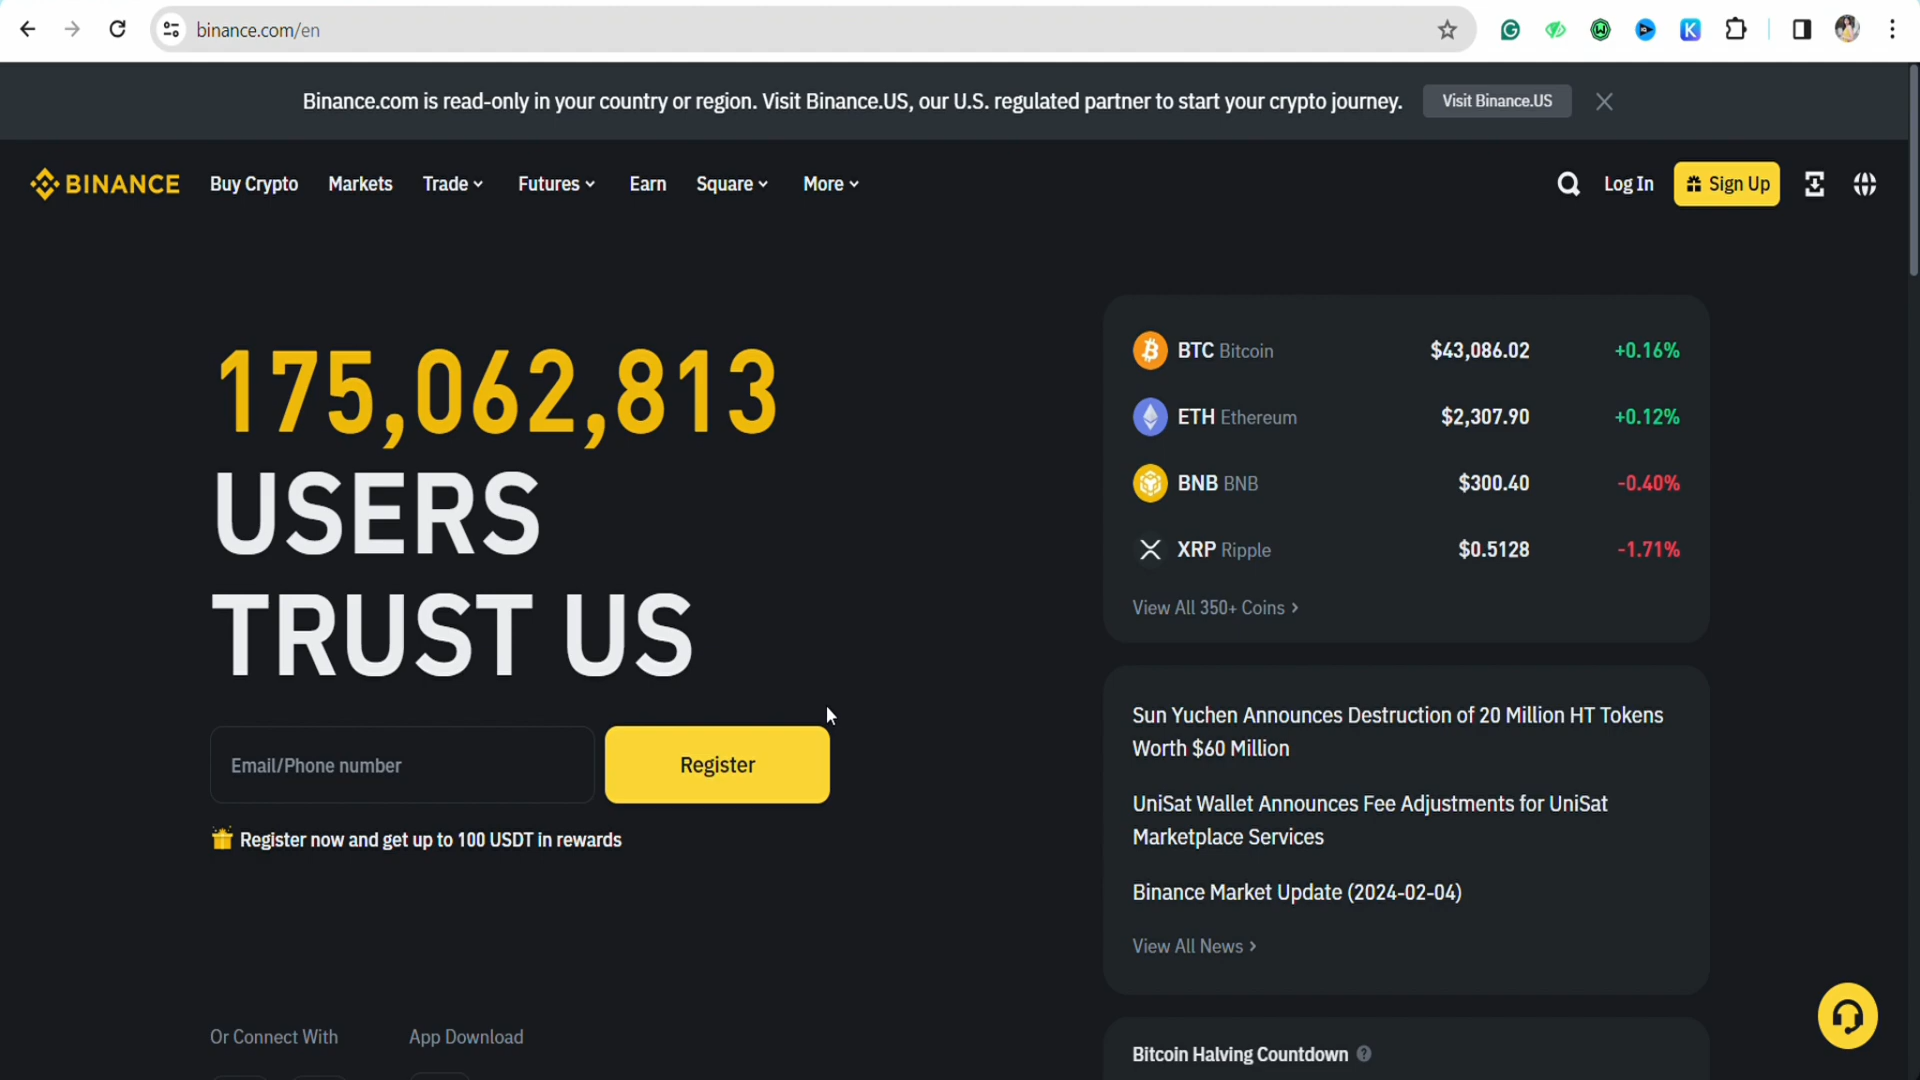 binance.com/en
Binance.com is read-only in your country or region. Visit Binance.US, our U.S. regulated partner to start your crypto journey.
Visit Binance.US
BINANCE
Buy Crypto
Markets
Trade
Futures
Earn
Square
More
Log In
Sign Up
175,062,813
USERS
TRUST US
Email/Phone number
Register
Register now and get up to 100 USDT in rewards
Or Connect With
App Download
BTC Bitcoin $43,086.02 +0.16%
ETH Ethereum $2,307.90 +0.12%
BNB BNB $300.40 -0.40%
XRP Ripple $0.5128 -1.71%
View All 350+ Coins >
Sun Yuchen Announces Destruction of 20 Million HT Tokens
Worth $60 Million
UniSat Wallet Announces Fee Adjustments for UniSat
Marketplace Services
Binance Market Update (2024-02-04)
View All News >
Bitcoin Halving Countdown